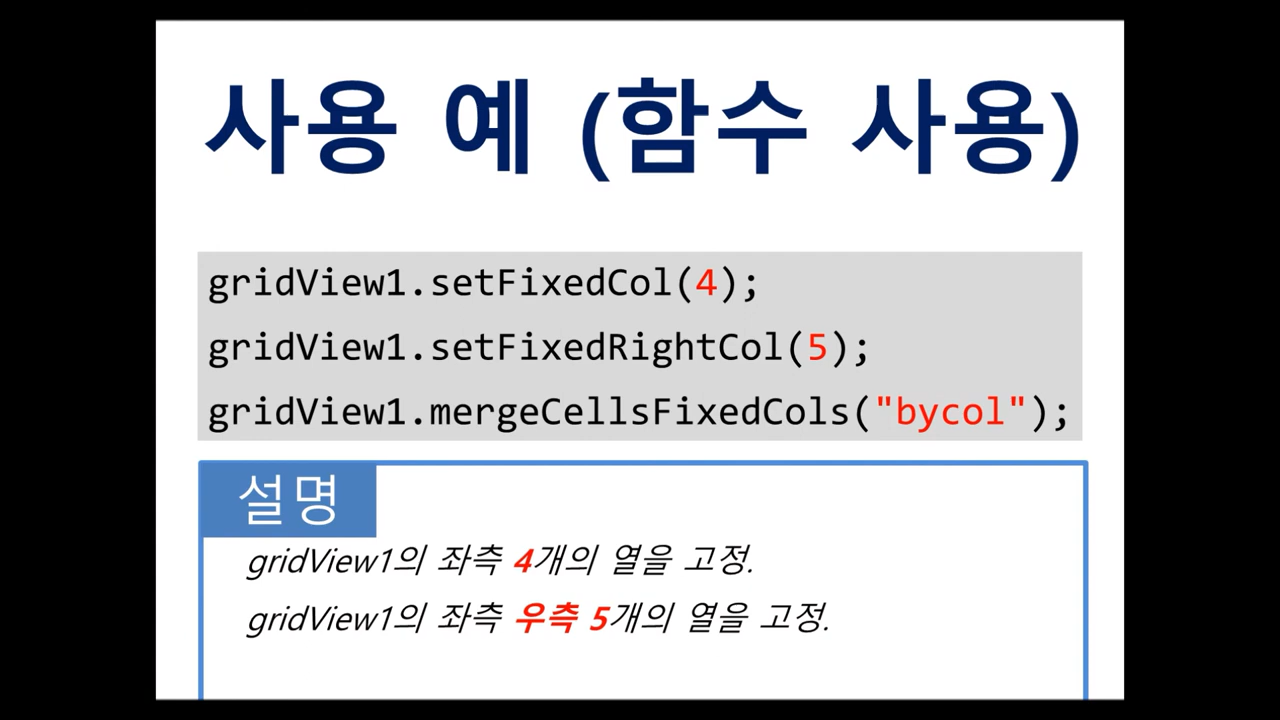 사용 예 (함수 사용)
gridView1.setFixedCol(4);
gridView1.setFixedRightCol(5);
gridView1.mergeCellsFixedCols("bycol");
설명
gridView1의 좌측 4개의 열을 고정.
gridView1의 좌측 우측 5개의 열을 고정.